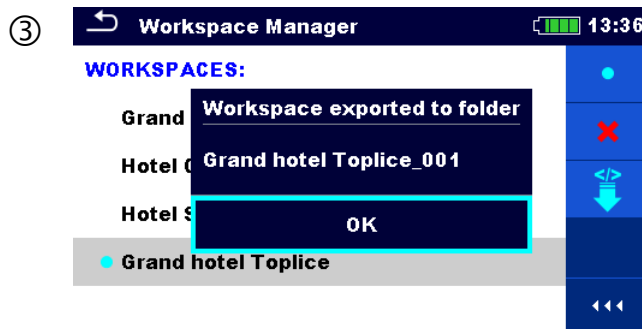 ③
Workspace Manager 13:36
WORKSPACES:
Grand
Workspace exported to folder
Hotel
Grand hotel Toplice_001
Hotel
OK
Grand hotel Toplice